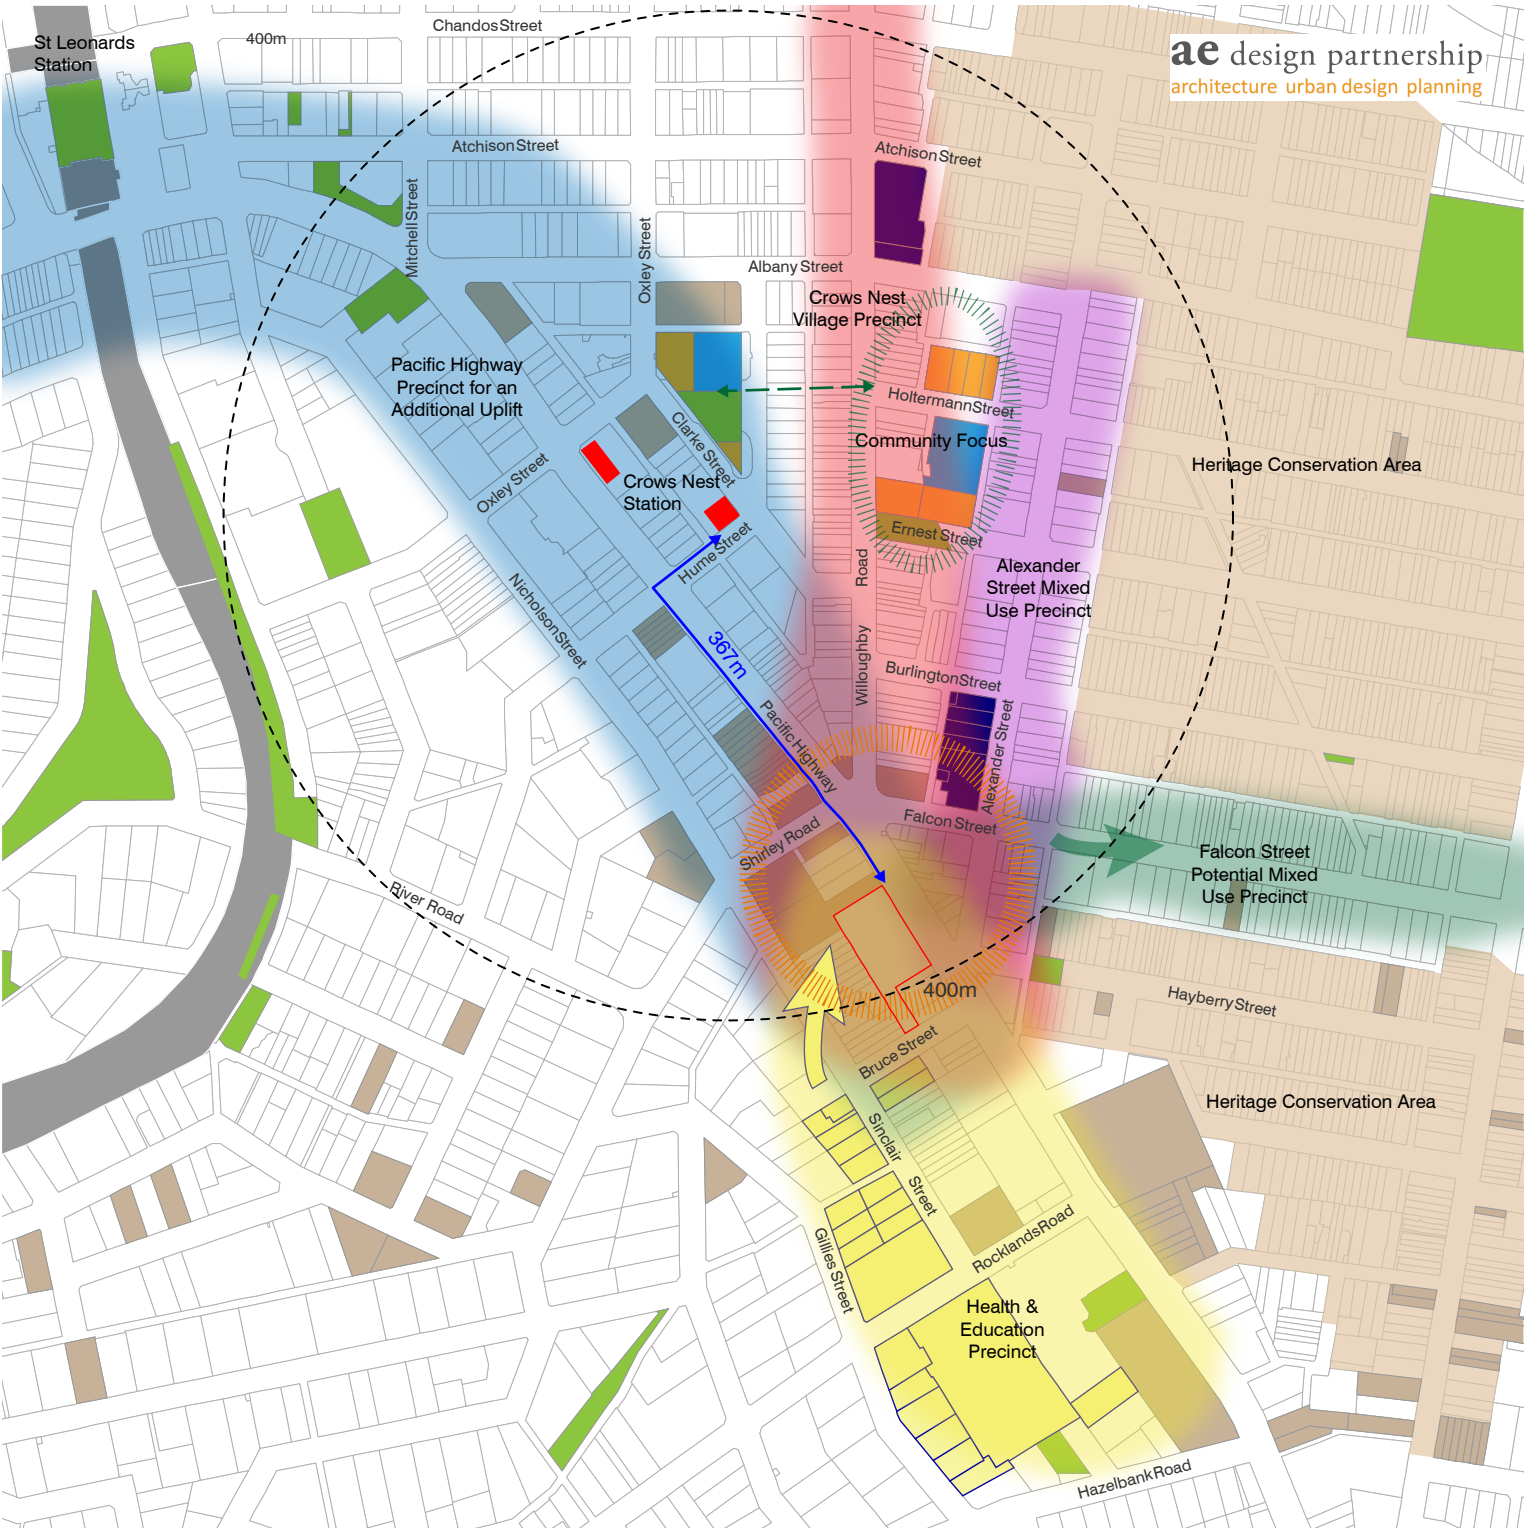 St Leonards
Station
400m
Chandos Street
ae design partnership
architecture urban design planning
Atchison Street
Atchison Street
Mitchell Street
Oxley Street
Albany Street
Crows Nest
Village Precinct
Pacific Highway
Precinct for an
Additional Uplift
Holtermann Street
Clarke Street
Community Focus
Heritage Conservation Area
Oxley Street
Crows Nest
Station
Ernest Street
Hume Street
Road
Alexander
Street Mixed
Use Precinct
Nicholson Street
367m
Willoughby
Burlington Street
Pacific Highway
Alexander Street
Shirley Road
Falcon Street
Falcon Street
Potential Mixed
Use Precinct
River Road
400m
Hayberry Street
Bruce Street
Heritage Conservation Area
Sinclair
Street
Rocklands Road
Gillies Street
Health &
Education
Precinct
Hazelbank Road